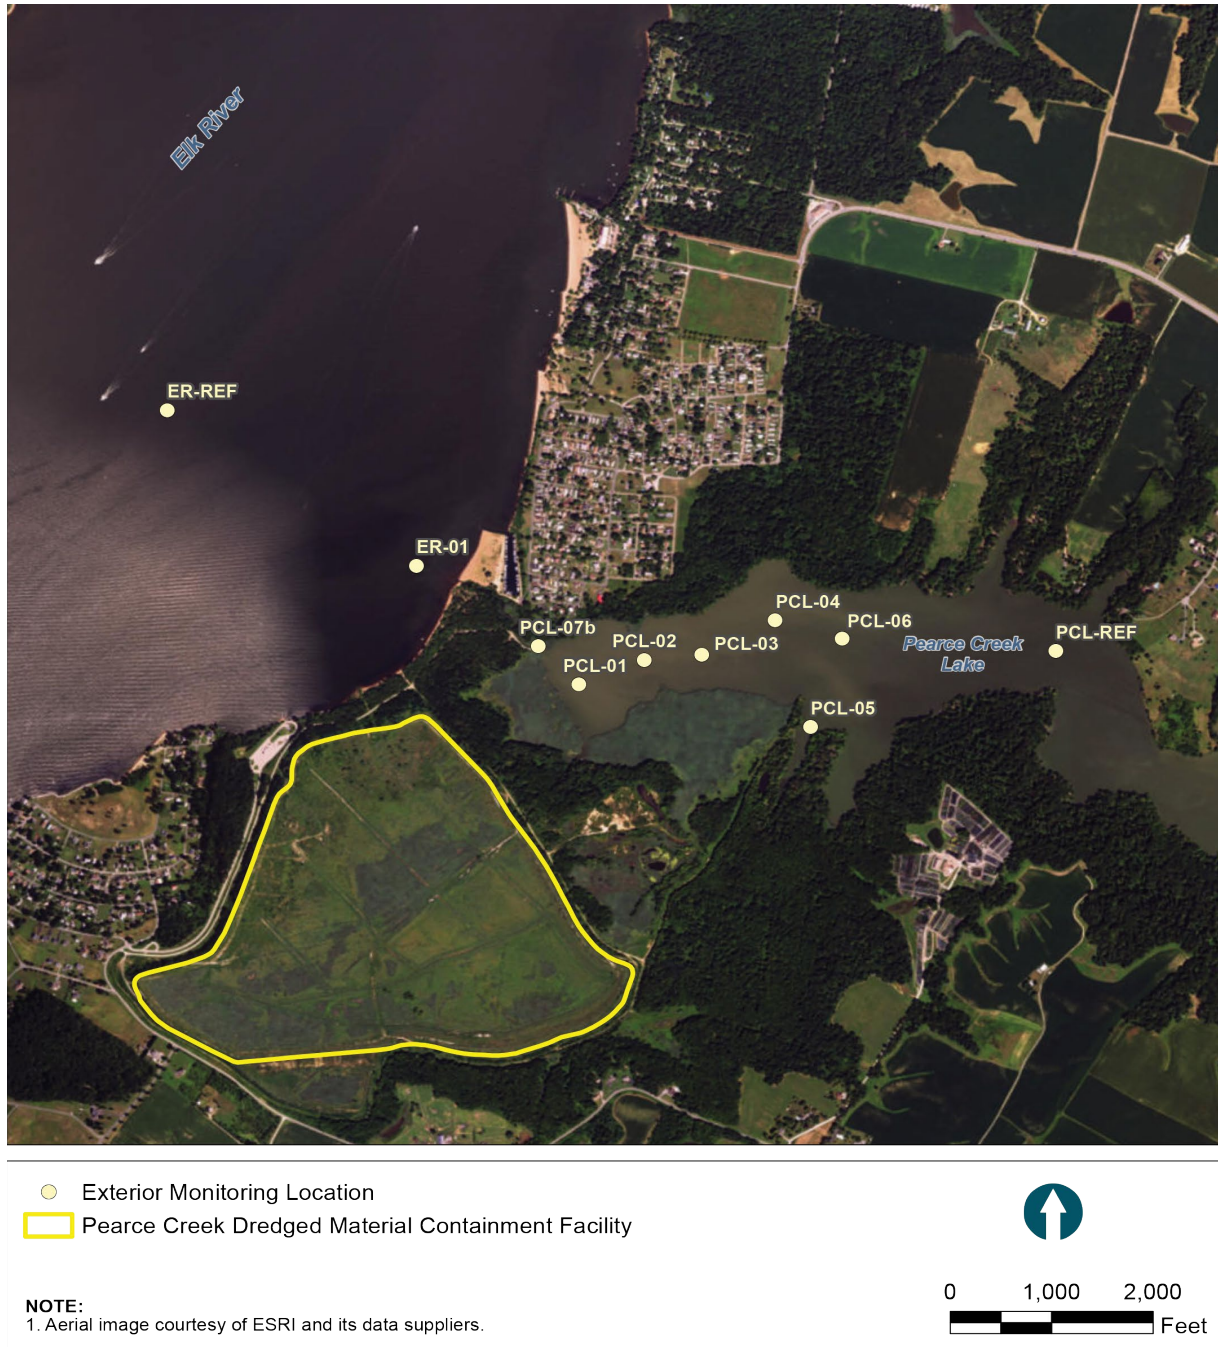 Elk River
ER-REF
ER-01
PCL-04
PCL-07b
PCL-06
PCL-02
PCL-03
PCL-REF
Pearce Creek
Lake
PCL-01
PCL-05
Exterior Monitoring Location
Pearce Creek Dredged Material Containment Facility
0 1,000 2,000
Feet
NOTE:
1. Aerial image courtesy of ESRI and its data suppliers.